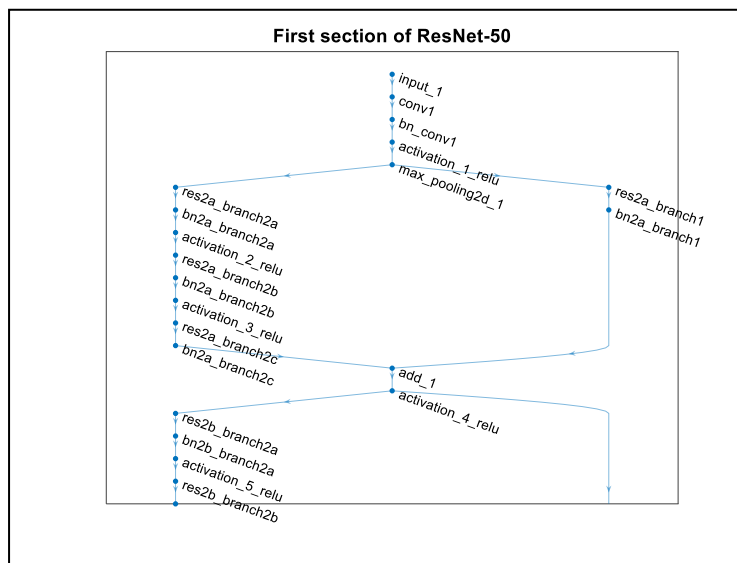 First section of ResNet-50
input_1
conv1
bn_conv1
activation_1_relu
max_pooling2d_1
res2a_branch2a
bn2a_branch2a
activation_2_relu
res2a_branch2b
bn2a_branch2b
activation_3_relu
res2a_branch2c
bn2a_branch2c
res2a_branch1
bn2a_branch1
add_1
activation_4_relu
res2b_branch2a
bn2b_branch2a
activation_5_relu
res2b_branch2b